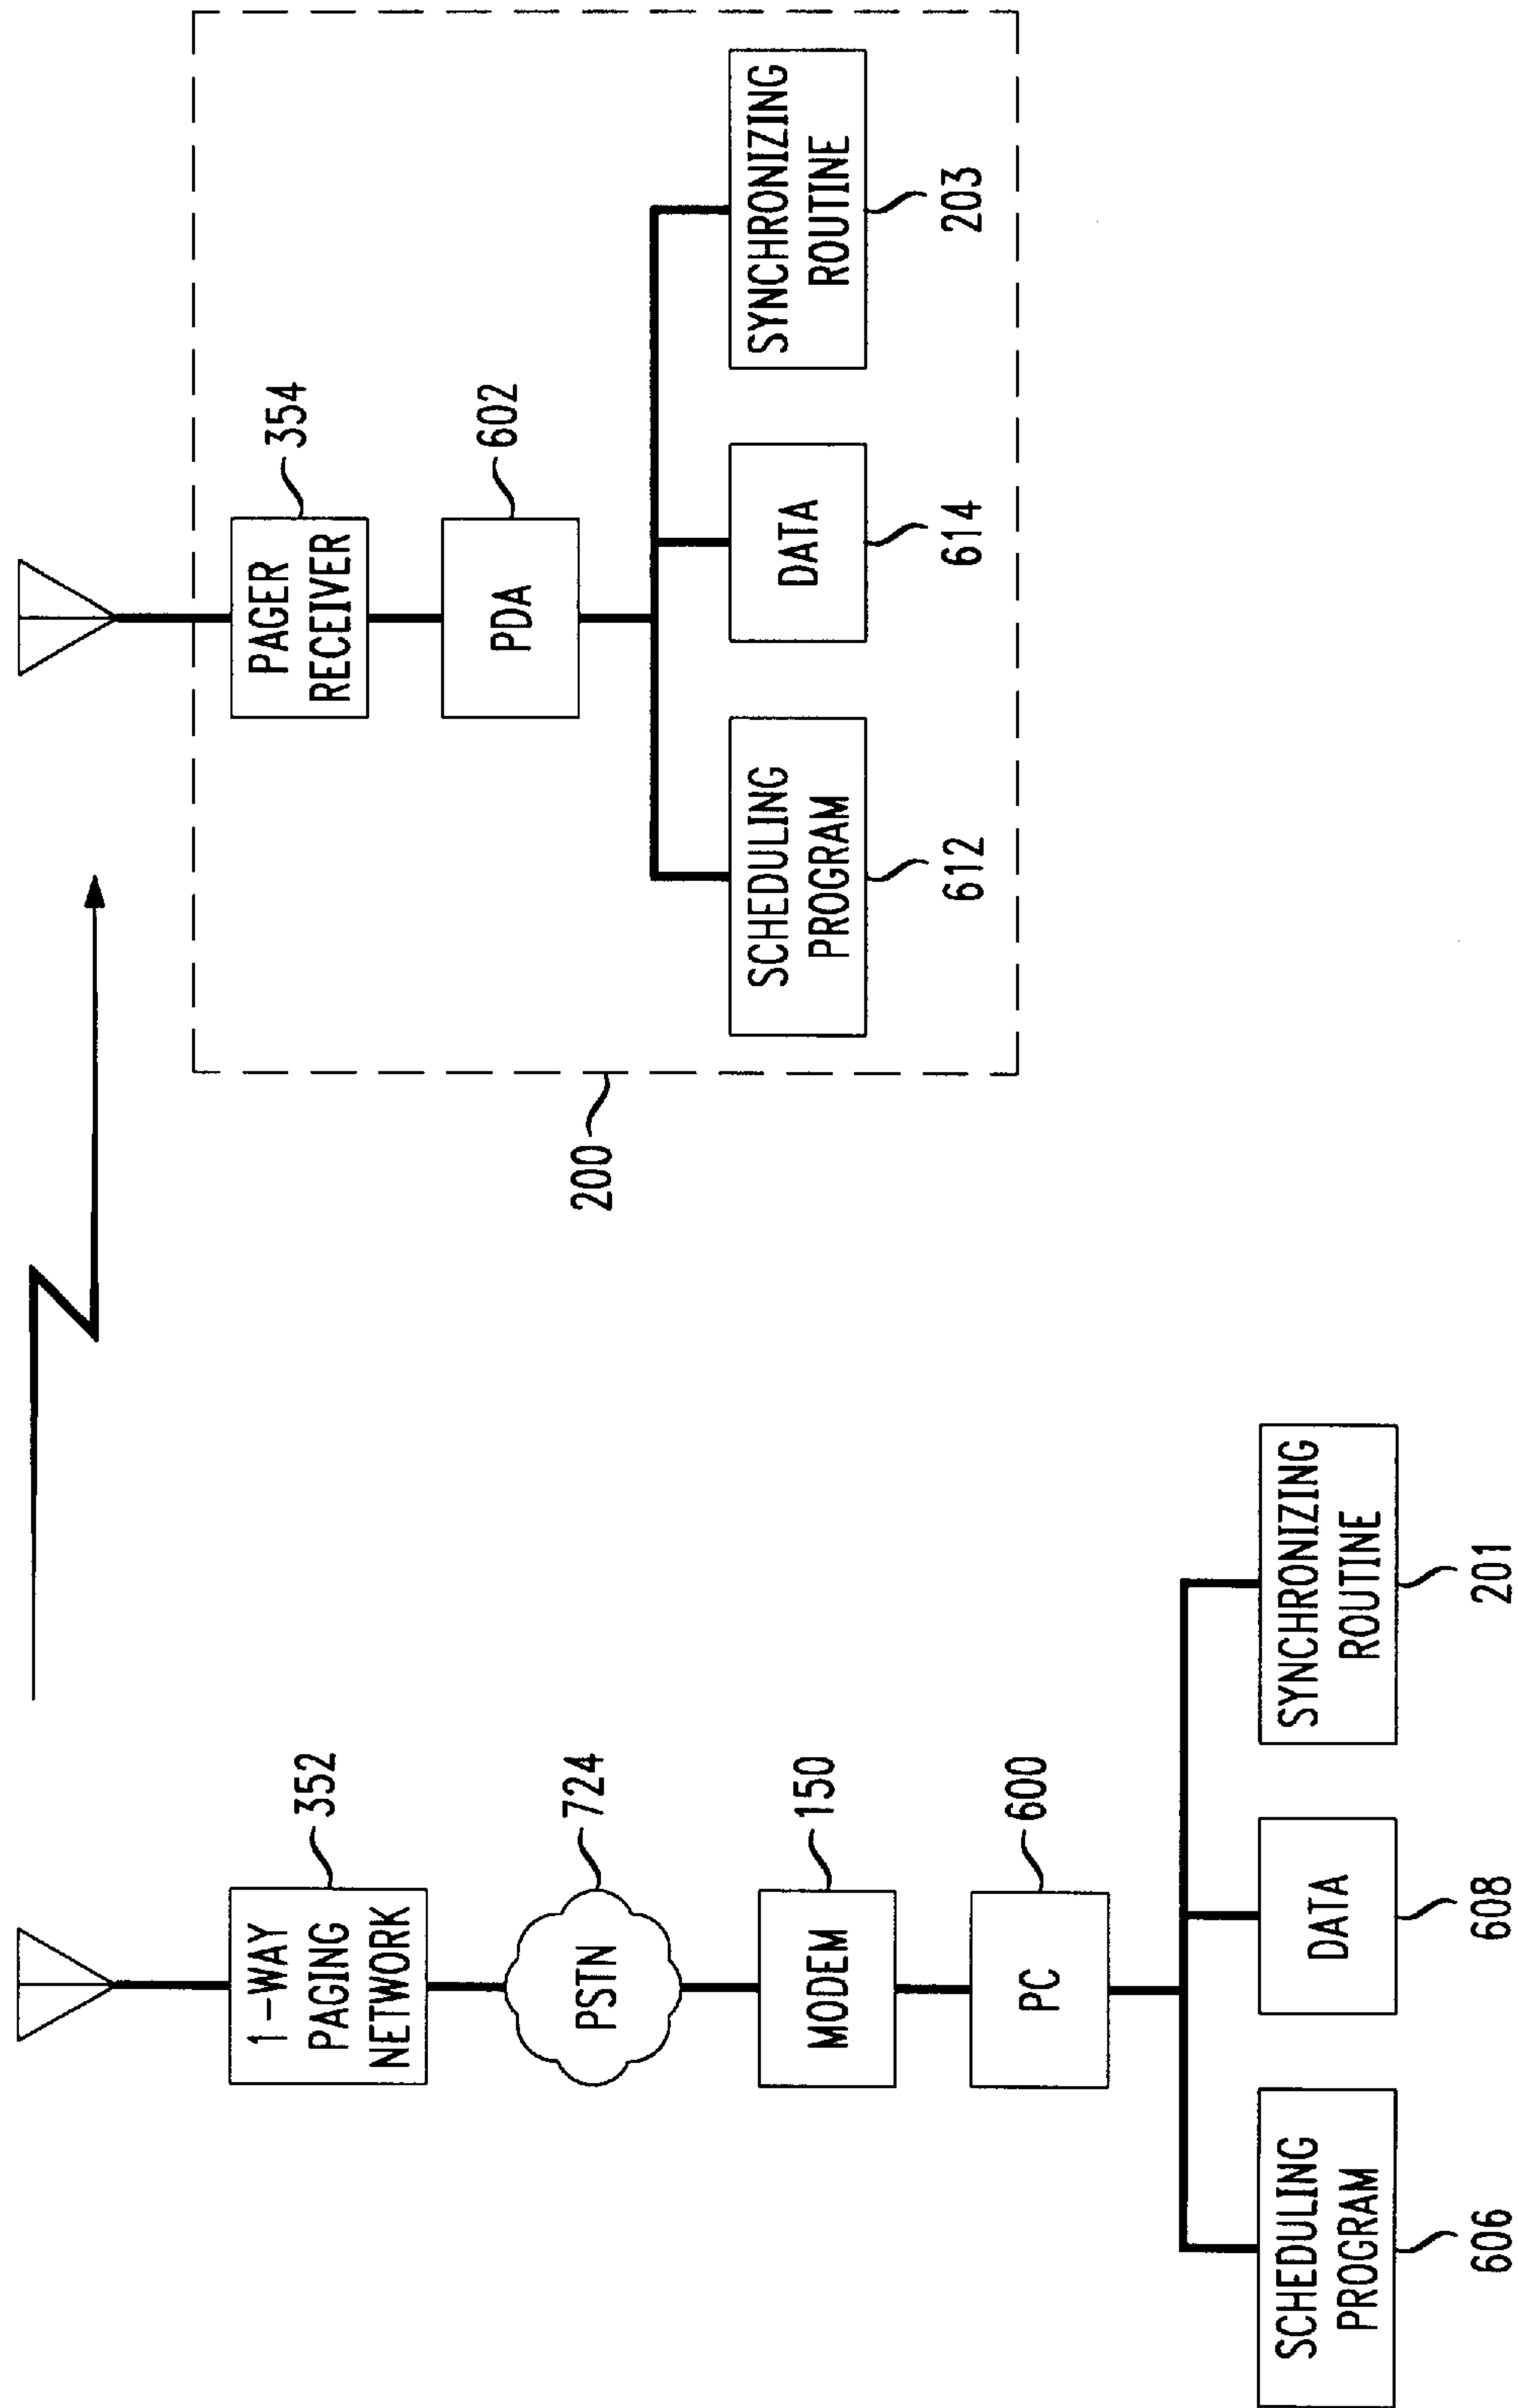 1-WAY
PAGING
NETWORK
352
PSTN
724
MODEM
150
PC
600
SCHEDULING
PROGRAM
606
DATA
608
SYNCHRONIZING
ROUTINE
201
200
PAGER
RECEIVER
354
PDA
602
SCHEDULING
PROGRAM
612
DATA
614
SYNCHRONIZING
ROUTINE
203